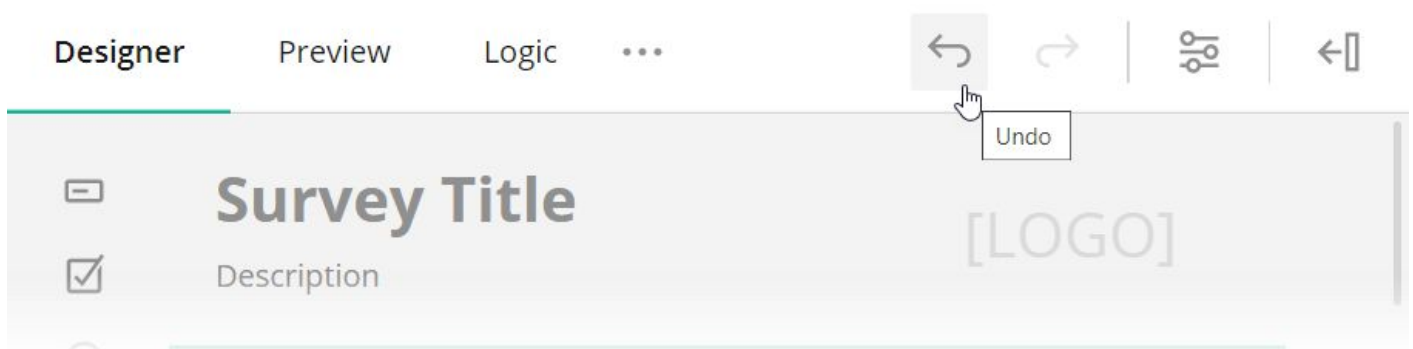 Designer Preview Logic ...
Undo
Survey Title
[LOGO]
Description